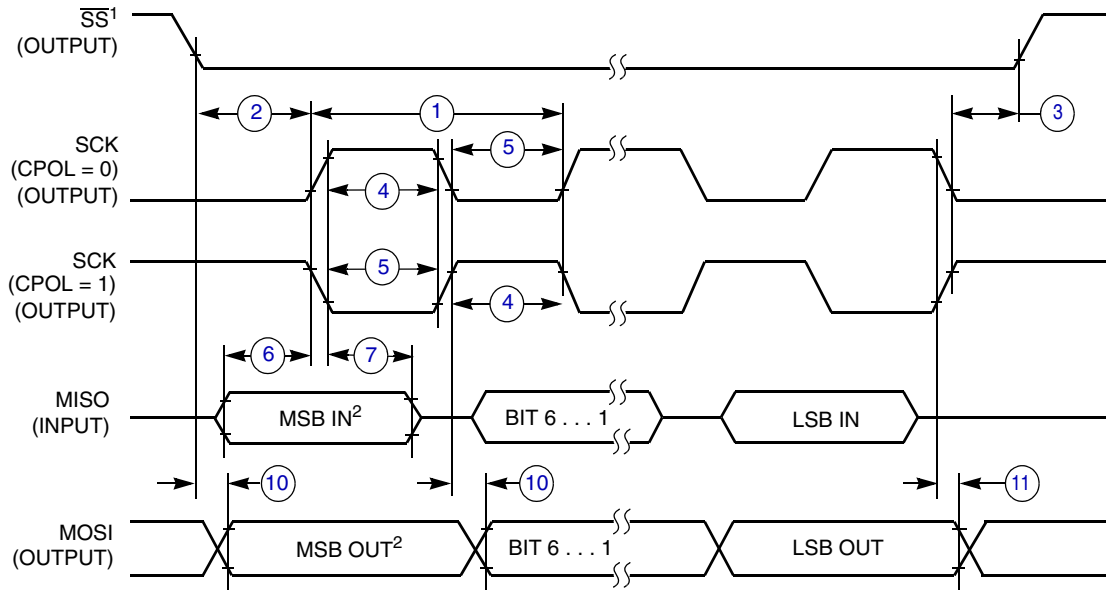 SS¹
(OUTPUT)
2
1
3
SCK
(CPOL = 0)
(OUTPUT)
5
4
SCK
(CPOL = 1)
(OUTPUT)
5
4
6
7
MISO
(INPUT)
MSB IN²
BIT 6 . . . 1
LSB IN
10
10
11
MOSI
(OUTPUT)
MSB OUT²
BIT 6 . . . 1
LSB OUT